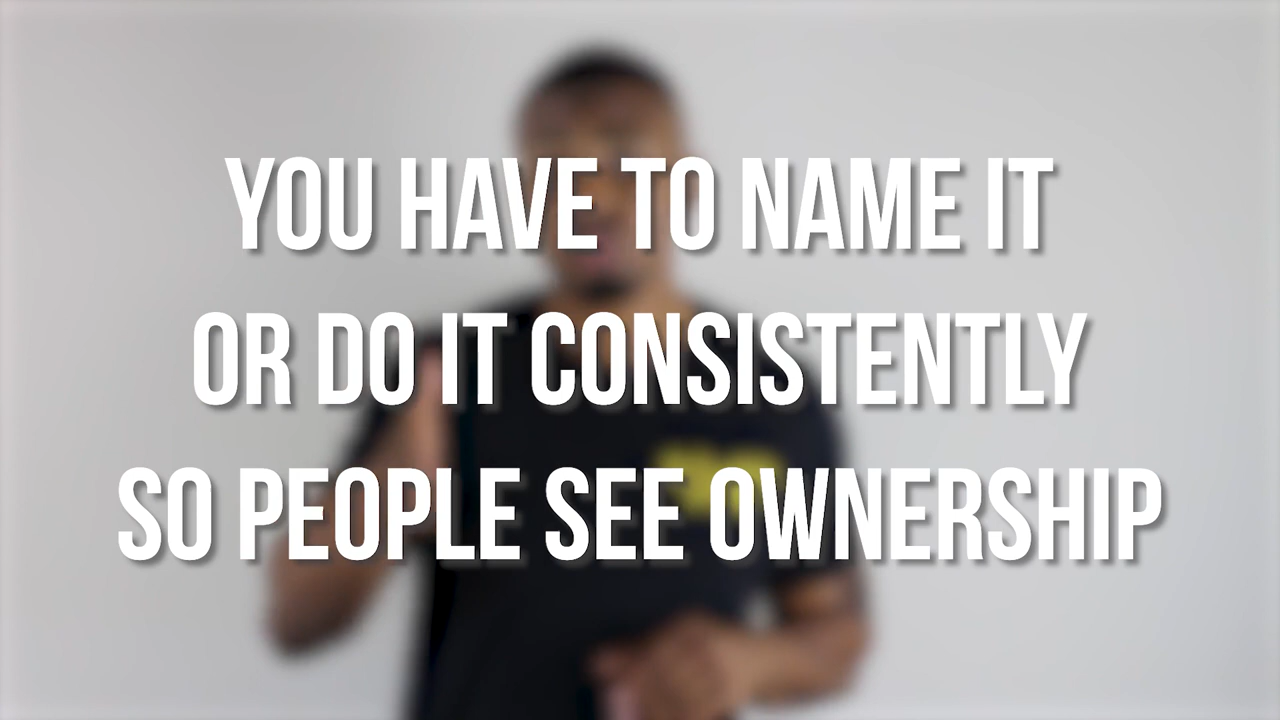 YOU HAVE TO NAME IT
OR DO IT CONSISTENTLY
SO PEOPLE SEE OWNERSHIP